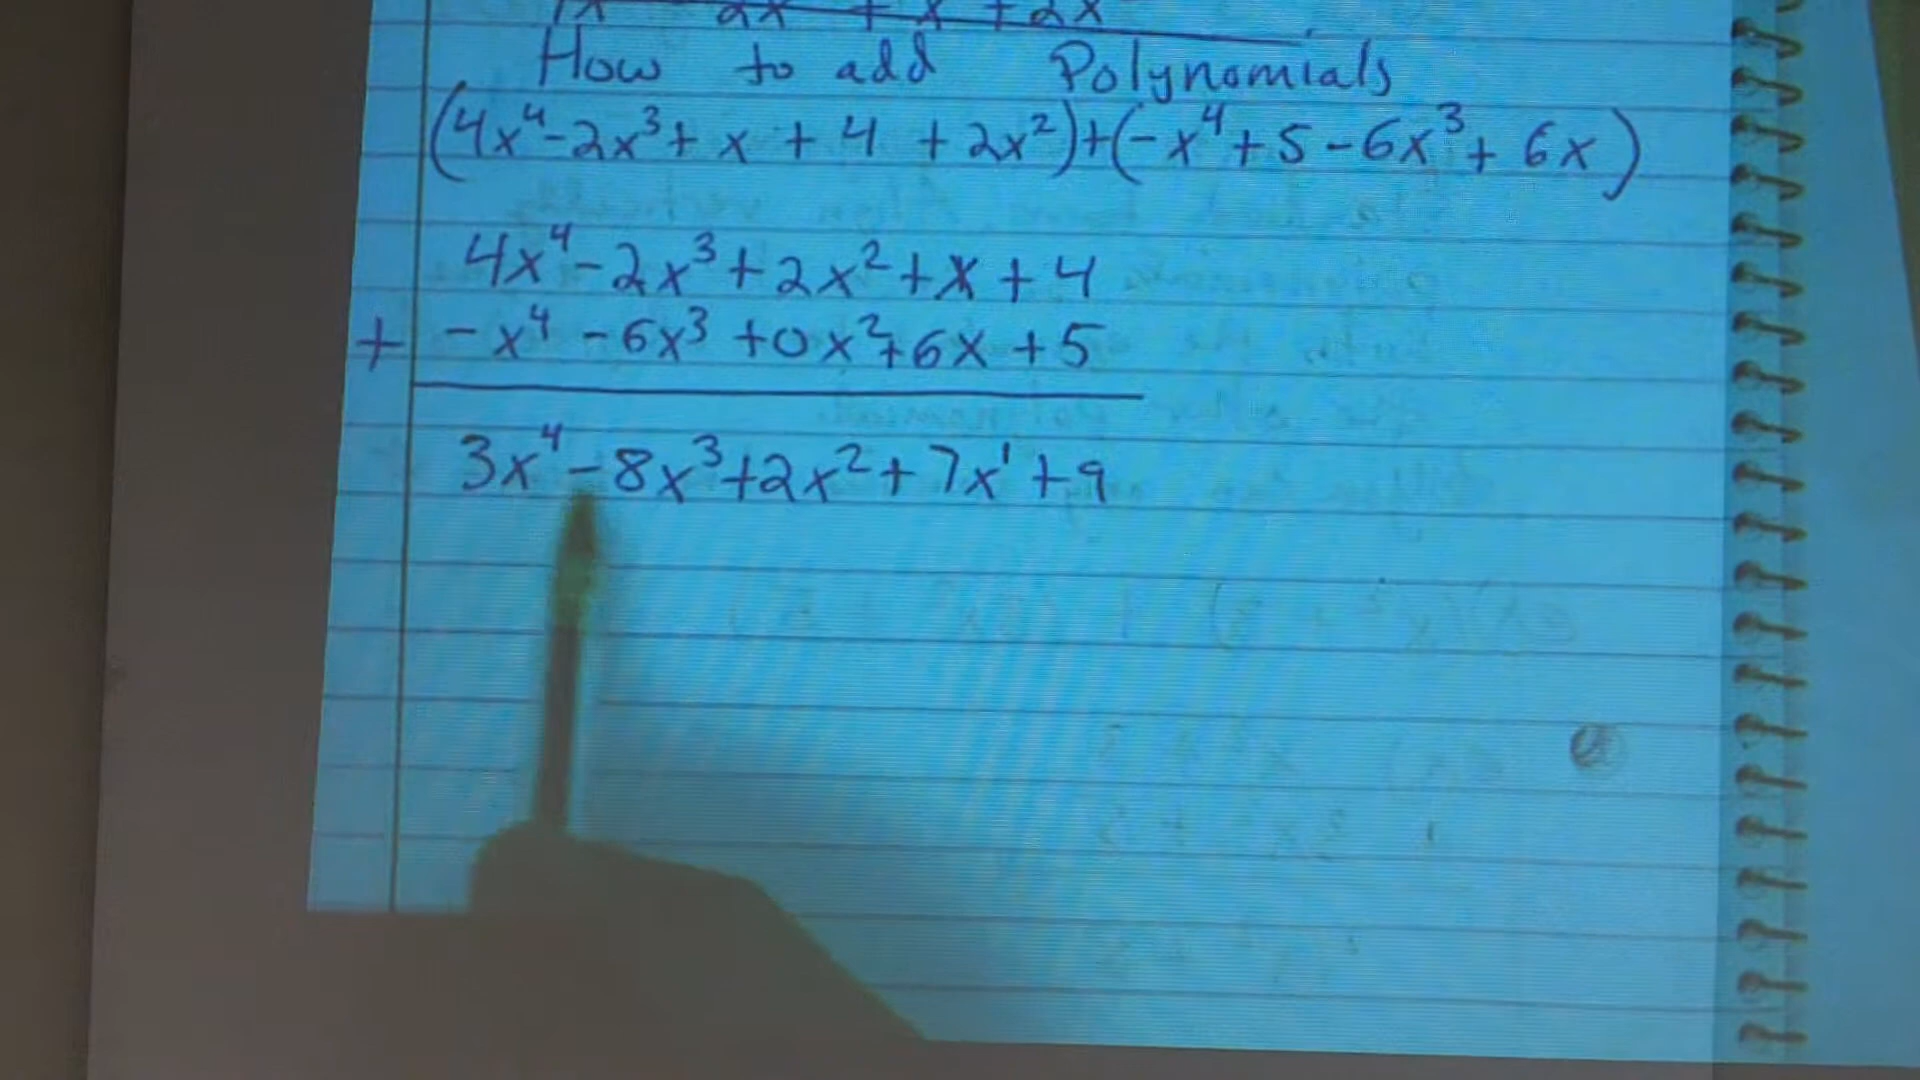 How to add Polynomials
(4x⁴-2x³+x+4+2x²)+(-x⁴+5-6x³+6x)
4x⁴-2x³+2x²+x+4
+ -x⁴-6x³+0x²+6x+5
3x⁴-8x³+2x²+7x¹+9